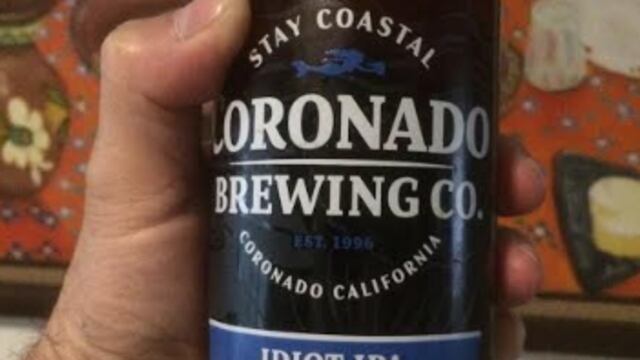 STAY COASTAL
CORONADO
BREWING CO.
EST. 1996
CORONADO CALIFORNIA
IDIOT IPA